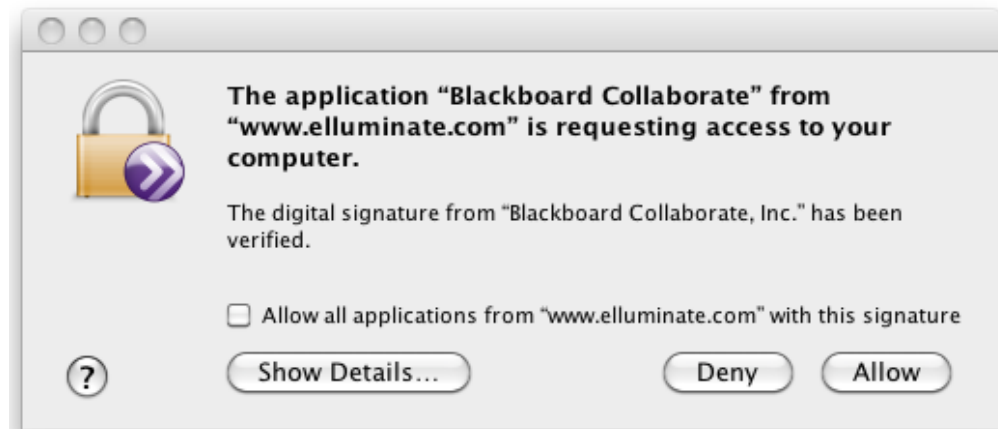 The application “Blackboard Collaborate” from
“www.elluminate.com” is requesting access to your
computer.
The digital signature from “Blackboard Collaborate, Inc.” has been
verified.
Allow all applications from “www.elluminate.com” with this signature
?
Show Details...
Deny
Allow